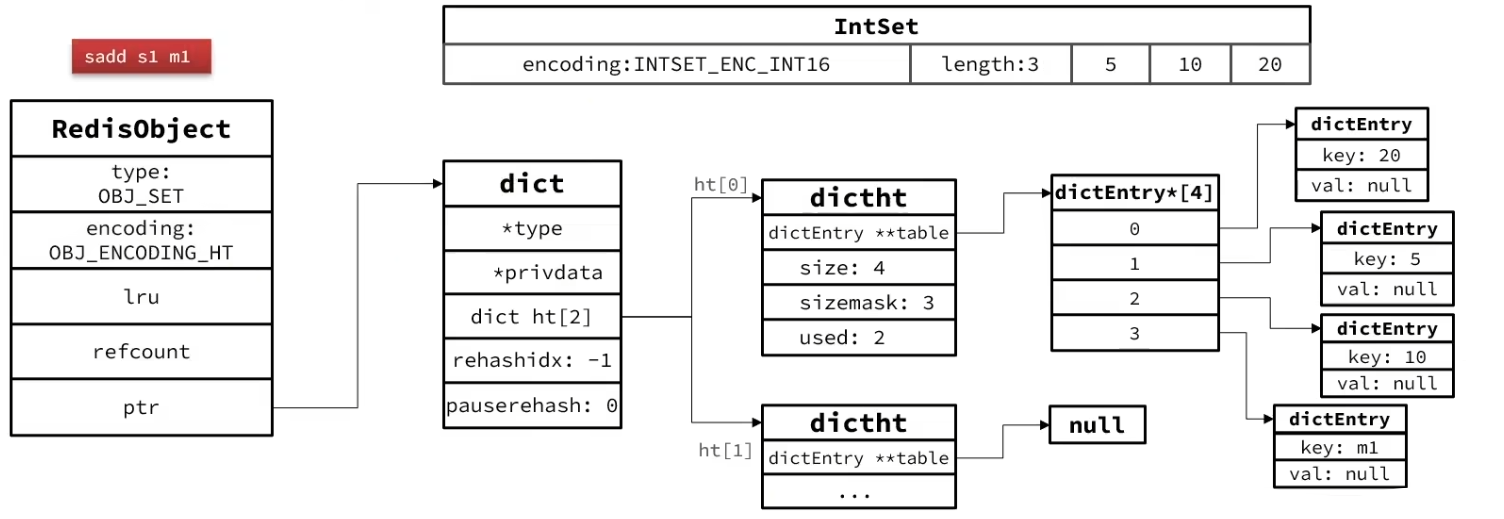 sadd s1 m1
IntSet
encoding:INTSET_ENC_INT16 length:3 5 10 20
RedisObject
type:
OBJ_SET
encoding:
OBJ_ENCODING_HT
lru
refcount
ptr
dict
*type
*privdata
dict ht[2]
rehashidx: -1
pauserehash: 0
ht[0]
dictht
dictEntry **table
size: 4
sizemask: 3
used: 2
ht[1]
dictht
dictEntry **table
...
dictEntry*[4]
0
1
2
3
null
dictEntry
key: 20
val: null
dictEntry
key: 5
val: null
dictEntry
key: 10
val: null
dictEntry
key: m1
val: null